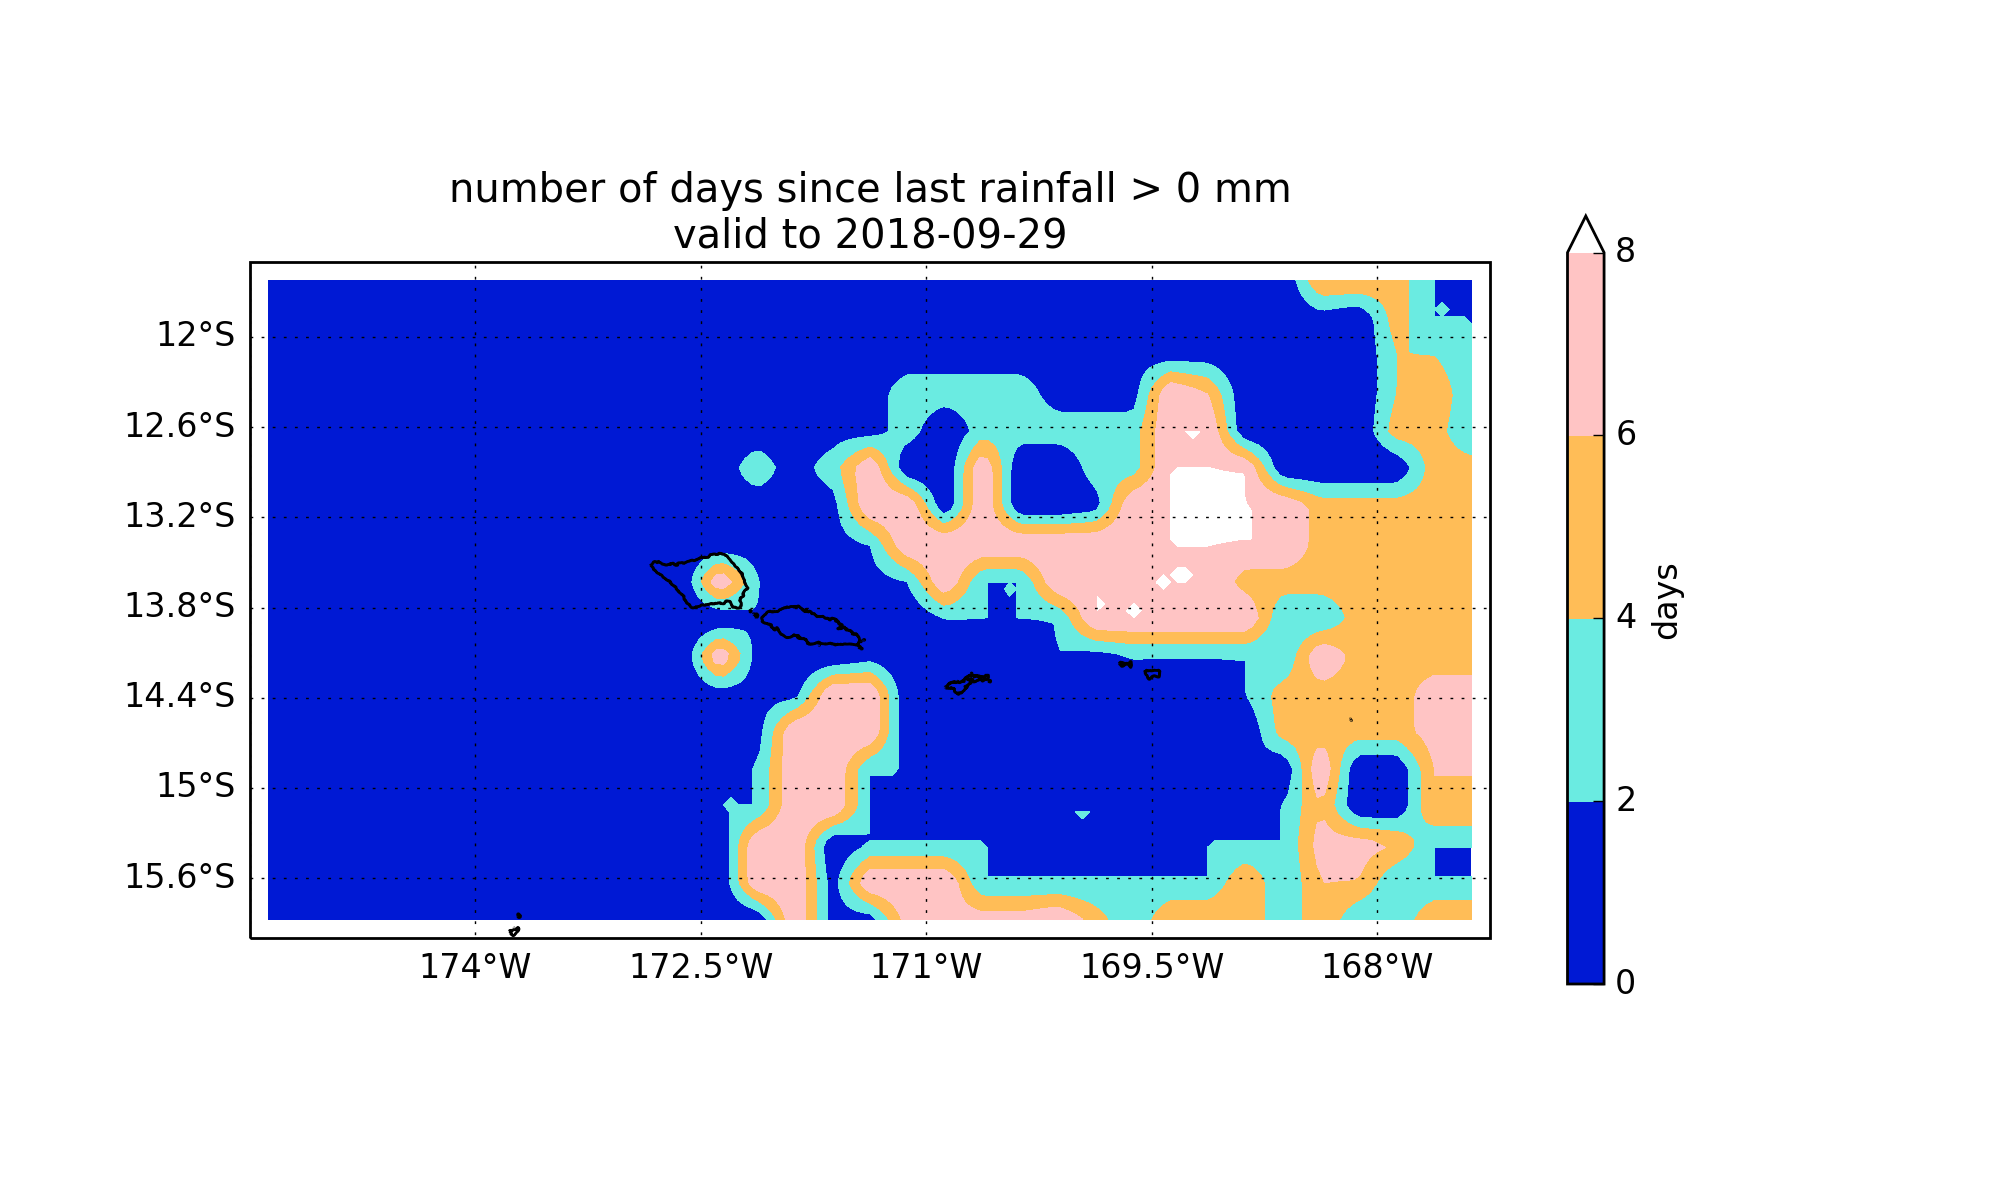 number of days since last rainfall > 0 mm
valid to 2018-09-29
12°S
12.6°S
13.2°S
13.8°S
14.4°S
15°S
15.6°S
174°W 172.5°W 171°W 169.5°W 168°W
8
6
4
2
0
days